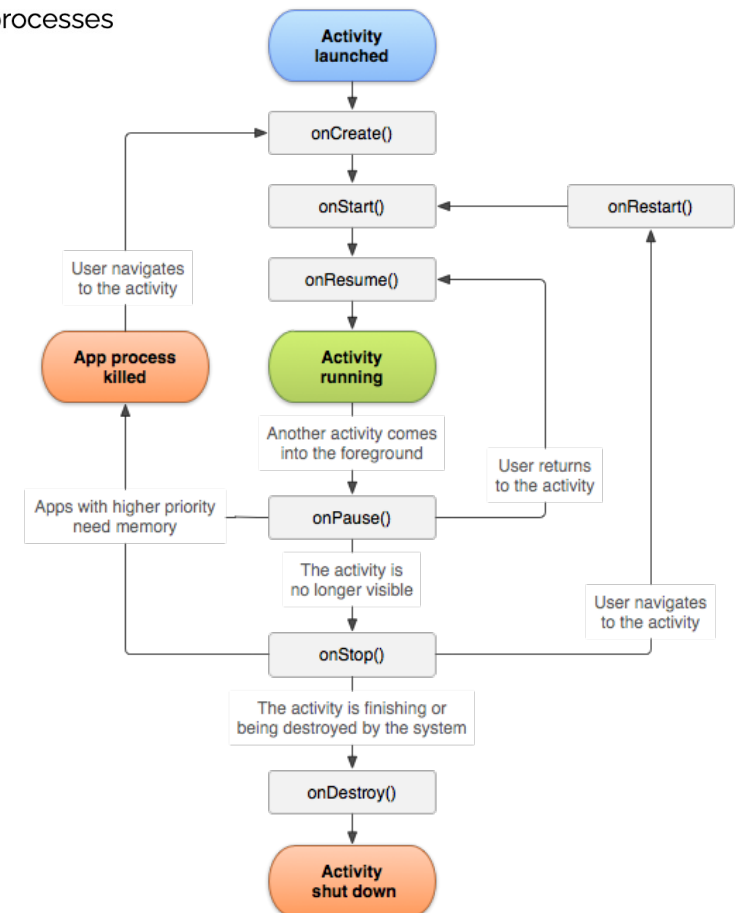 processes
Activity
launched
onCreate()
onStart()
onRestart()
User navigates
to the activity
onResume()
App process
killed
Activity
running
Another activity comes
into the foreground
User returns
to the activity
Apps with higher priority
need memory
onPause()
The activity is
no longer visible
User navigates
to the activity
onStop()
The activity is finishing or
being destroyed by the system
onDestroy()
Activity
shut down